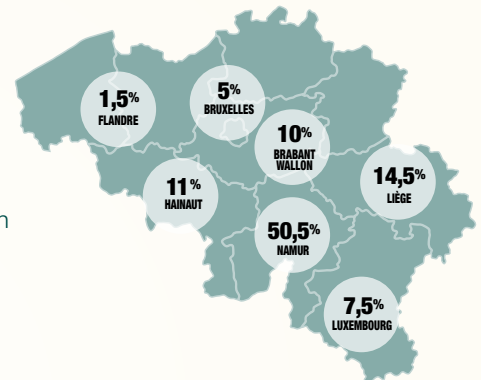 1,5%
FLANDRE
5%
BRUXELLES
10%
BRABANT
WALLON
14,5%
LIÈGE
11%
HAINAUT
n
50,5%
NAMUR
7,5%
LUXEMBOURG